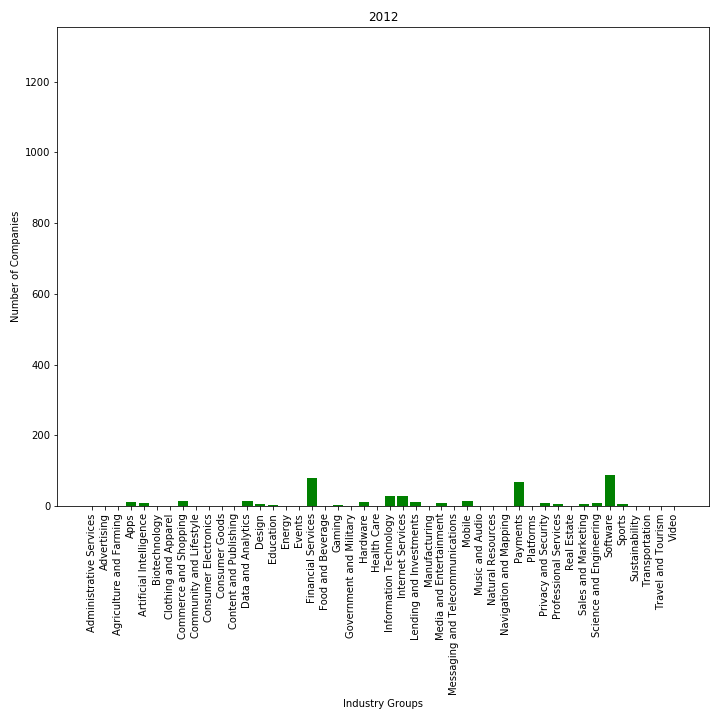 2012
1200
1000
800
600
400
200
0
Number of Companies
Administrative Services
Advertising
Agriculture and Farming
Apps
Artificial Intelligence
Biotechnology
Clothing and Apparel
Commerce and Shopping
Community and Lifestyle
Consumer Electronics
Consumer Goods
Content and Publishing
Data and Analytics
Design
Education
Energy
Events
Financial Services
Food and Beverage
Gaming
Government and Military
Hardware
Health Care
Information Technology
Internet Services
Lending and Investments
Manufacturing
Media and Entertainment
Messaging and Telecommunications
Mobile
Music and Audio
Natural Resources
Navigation and Mapping
Payments
Platforms
Privacy and Security
Professional Services
Real Estate
Sales and Marketing
Science and Engineering
Software
Sports
Sustainability
Transportation
Travel and Tourism
Video
Industry Groups